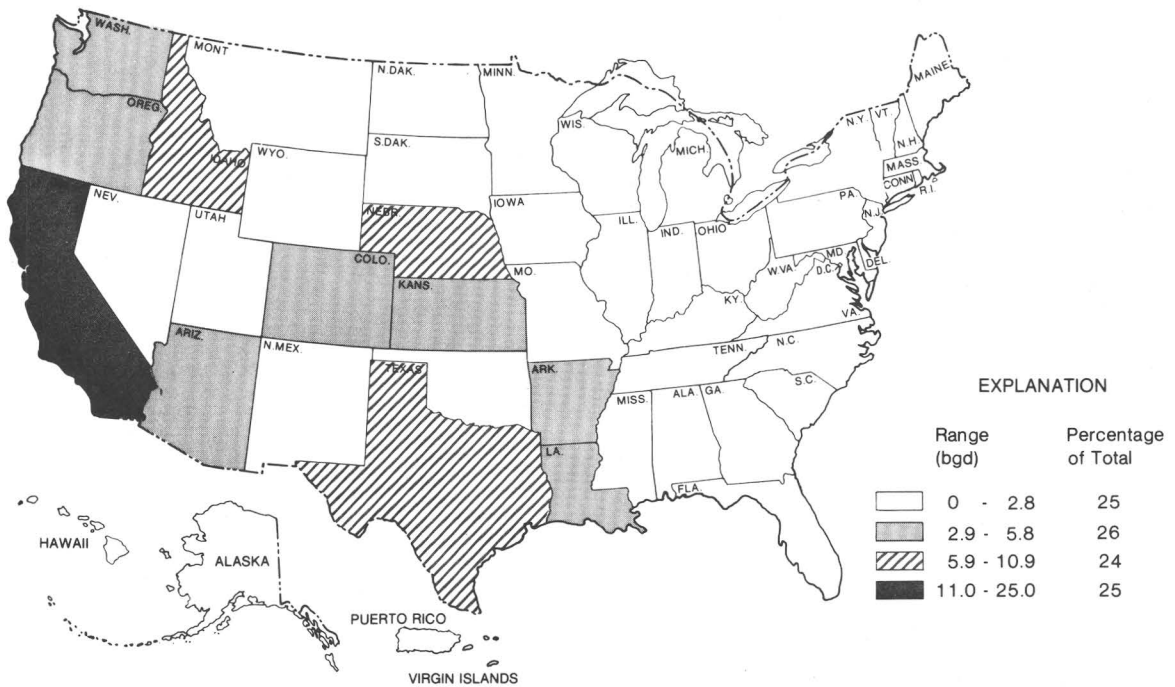 WASH.
MONT
N.DAK.
MINN.
MAINE
OREG.
WIS.
N.Y.
VT.
N.H.
S.DAK.
MICH.
IDAHO
WYO.
MASS
CONN
R.I.
NEV.
UTAH
NEBR.
IOWA
PA.
N.J.
ILL.
IND.
OHIO
COLO.
MO.
KANS.
W.VA.
MD
D.C.
DEL.
KY.
VA.
ARIZ.
N.MEX.
TENN.
N.C.
TEXAS
ARK.
MISS.
ALA.
GA.
S.C.
LA.
FLA.
HAWAII
ALASKA
PUERTO RICO
VIRGIN ISLANDS
EXPLANATION
Range Percentage
(bgd) of Total
0 - 2.8 25
2.9 - 5.8 26
5.9 - 10.9 24
11.0 - 25.0 25